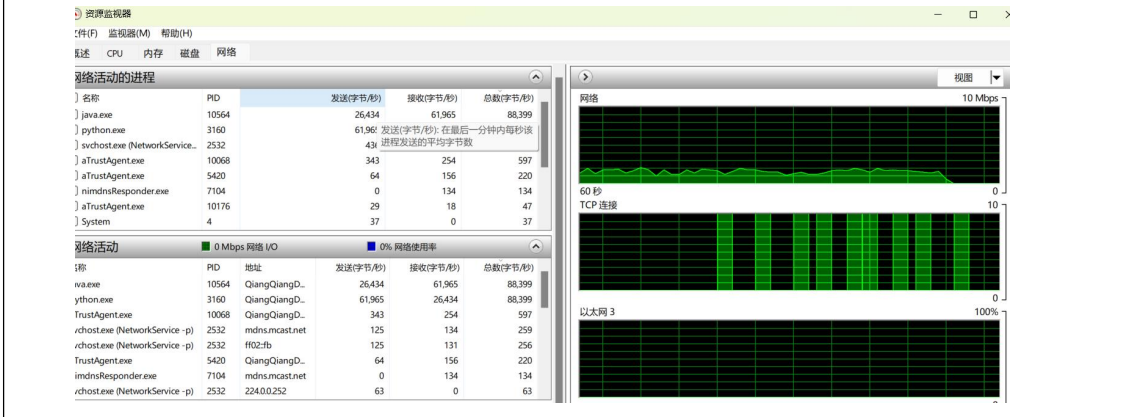 资源监视器
文件(F) 监视器(M) 帮助(H)
概述 CPU 内存 磁盘 网络
网络活动的进程
名称 PID 发送(字节/秒) 接收(字节/秒) 总数(字节/秒)
java.exe 10564 26,434 61,965 88,399
python.exe 3160 61,965
svchost.exe (NetworkService... 2532
aTrustAgent.exe 10068 343 254 597
aTrustAgent.exe 5420 64 156 220
nimdnsResponder.exe 7104 0 134 134
aTrustAgent.exe 10176 29 18 47
System 4 37 0 37
发送(字节/秒): 在最后一分钟内每秒该
进程发送的平均字节数
网络活动 0 Mbps 网络 I/O 0% 网络使用率
名称 PID 地址 发送(字节/秒) 接收(字节/秒) 总数(字节/秒)
java.exe 10564 QiangQiangD... 26,434 61,965 88,399
python.exe 3160 QiangQiangD... 61,965 26,434 88,399
aTrustAgent.exe 10068 QiangQiangD... 343 254 597
svchost.exe (NetworkService -p) 2532 mdns.mcast.net 125 134 259
svchost.exe (NetworkService -p) 2532 ff02::fb 125 131 256
aTrustAgent.exe 5420 QiangQiangD... 64 156 220
nimdnsResponder.exe 7104 mdns.mcast.net 0 134 134
svchost.exe (NetworkService -p) 2532 224.0.0.252 63 0 63
视图
网络 10 Mbps
60 秒 0
TCP 连接 10
0
以太网 3 100%